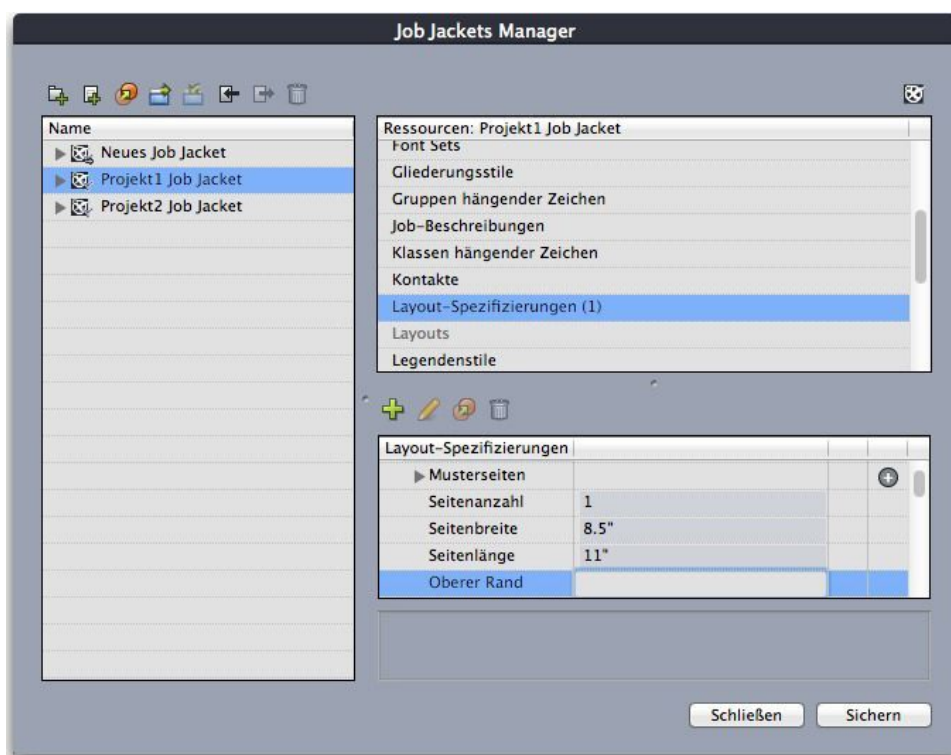 Job Jackets Manager
Name
Neues Job Jacket
Projekt1 Job Jacket
Projekt2 Job Jacket
Ressourcen: Projekt1 Job Jacket
Font Sets
Gliederungsstile
Gruppen hängender Zeichen
Job-Beschreibungen
Klassen hängender Zeichen
Kontakte
Layout-Spezifizierungen (1)
Layouts
Legendenstile
Layout-Spezifizierungen
Musterseiten
Seitenanzahl 1
Seitenbreite 8.5"
Seitenlänge 11"
Oberer Rand
Schließen Sichern